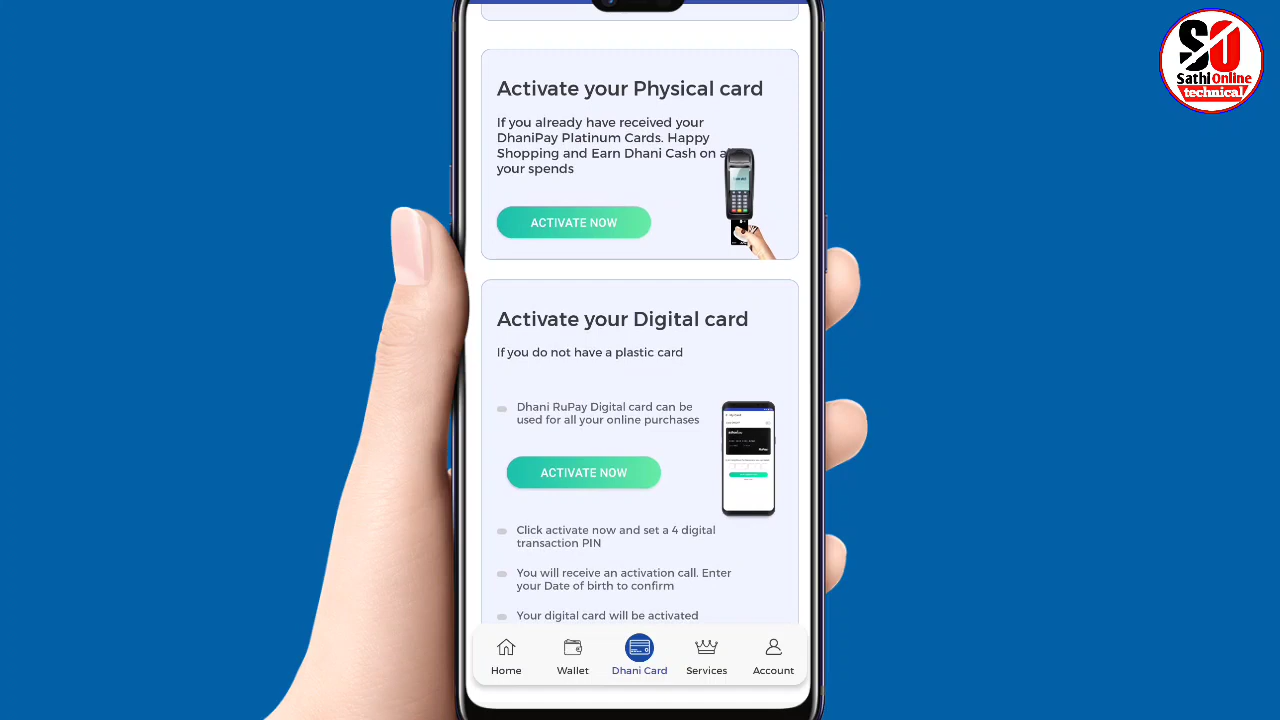 SO
Sathi Online
technical
Activate your Physical card
If you already have received your
DhaniPay Platinum Cards. Happy
Shopping and Earn Dhani Cash on a
your spends
ACTIVATE NOW
Activate your Digital card
If you do not have a plastic card
Dhani RuPay Digital card can be
used for all your online purchases
ACTIVATE NOW
Click activate now and set a 4 digital
transaction PIN
You will receive an activation call. Enter
your Date of birth to confirm
Your digital card will be activated
Home Wallet Dhani Card Services Account